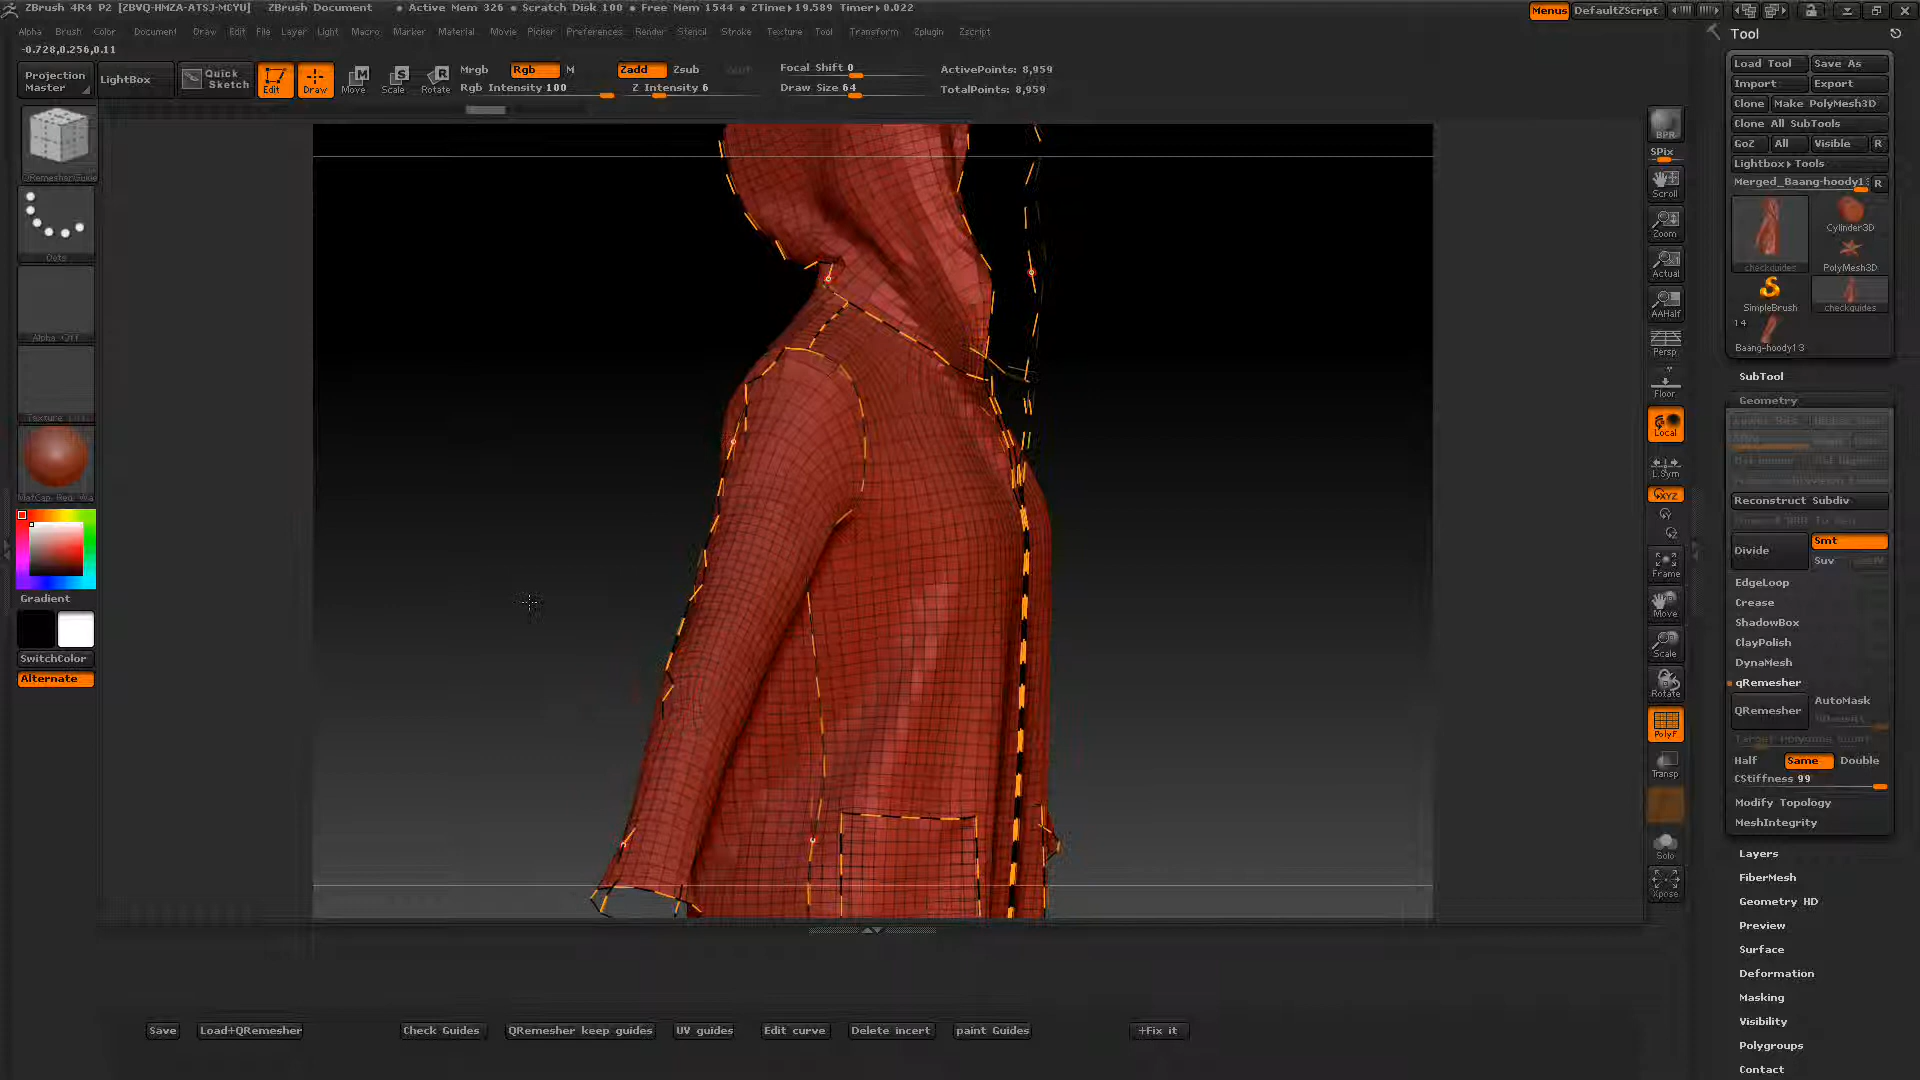 ZBrush 4R4 P2 [ZBVQ-HMZA-ATSJ-MCYU] ZBrush Document • Active Mem 326 • Scratch Disk 100 • Free Mem 1544 • ZTime▸19.589 Timer▸0.022 Menus DefaultZScript
Alpha Brush Color Document Draw Edit File Layer Light Macro Marker Material Movie Picker Preferences Render Stencil Stroke Texture Tool Transform Zplugin Zscript
-0.728,0.256,0.11
Projection Master
LightBox
Quick Sketch
Edit
Draw
Move
Scale
Rotate
Mrgb Rgb M
Rgb Intensity 100
Zadd Zsub
Z Intensity 6
Focal Shift 0
Draw Size 64
ActivePoints: 8,959
TotalPoints: 8,959
Dots
Alpha Off
Gradient
SwitchColor
Alternate
BPR
SPix
Scroll
Zoom
Actual
AAHalf
Persp
Floor
Local
L.Sym
XYZ
Frame
Move
Scale
Rotate
PolyF
Transp
Solo
Xpose
Tool
Load Tool Save As
Import Export
Clone Make PolyMesh3D
Clone All SubTools
GoZ All Visible R
Lightbox▸Tools
Merged_Baang-hoody13 R
checkguides
Cylinder3D
PolyMesh3D
SimpleBrush
checkguides
14
Baang-hoody13
SubTool
Geometry
Reconstruct Subdiv
Divide
Smt
Suv
EdgeLoop
Crease
ShadowBox
ClayPolish
DynaMesh
qRemesher
QRemesher
AutoMask
Half Same Double
CStiffness 99
Modify Topology
MeshIntegrity
Layers
FiberMesh
Geometry HD
Preview
Surface
Deformation
Masking
Visibility
Polygroups
Contact
Save Load+QRemesher Check Guides QRemesher keep guides UV guides Edit curve Delete incert paint Guides +Fix it